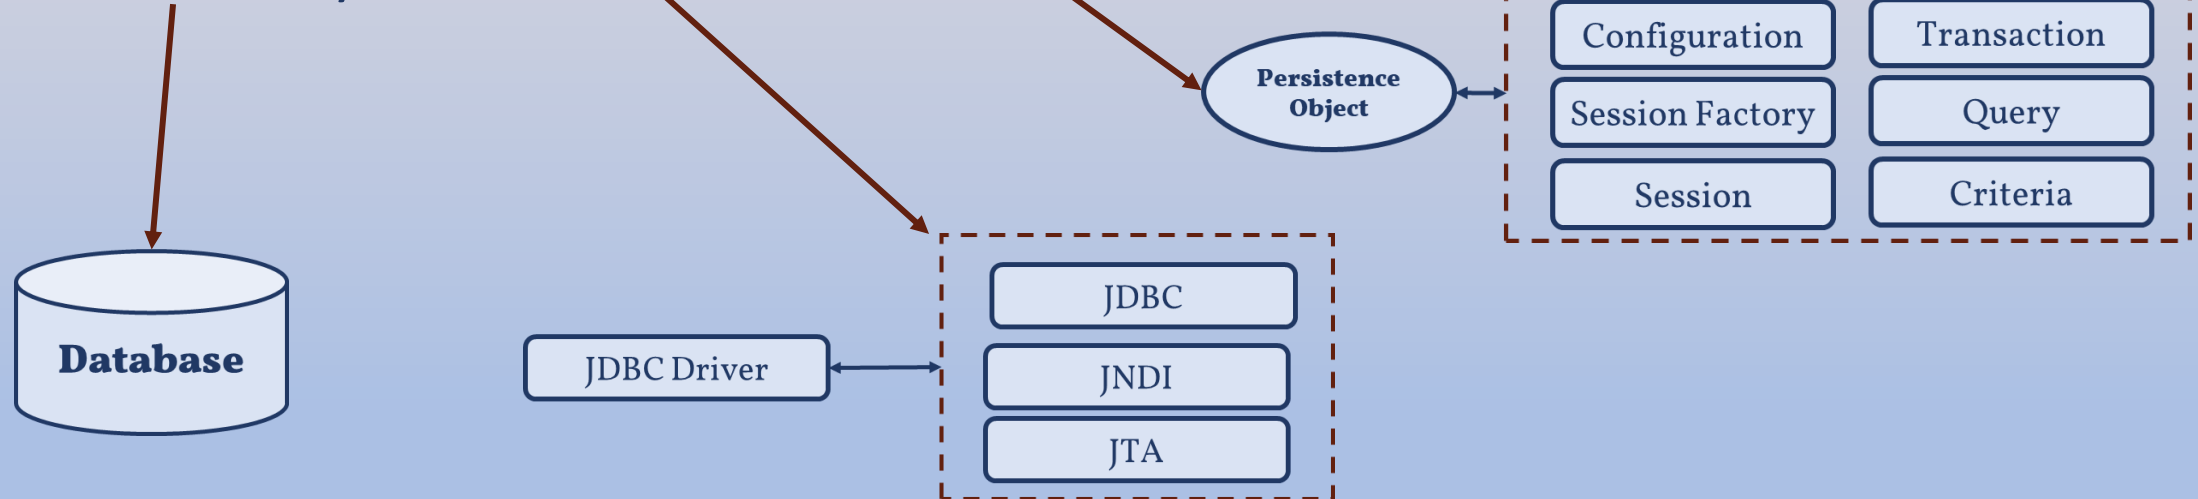 Configuration
Transaction
Persistence
Object
Session Factory
Query
Session
Criteria
JDBC
Database
JDBC Driver
JNDI
JTA